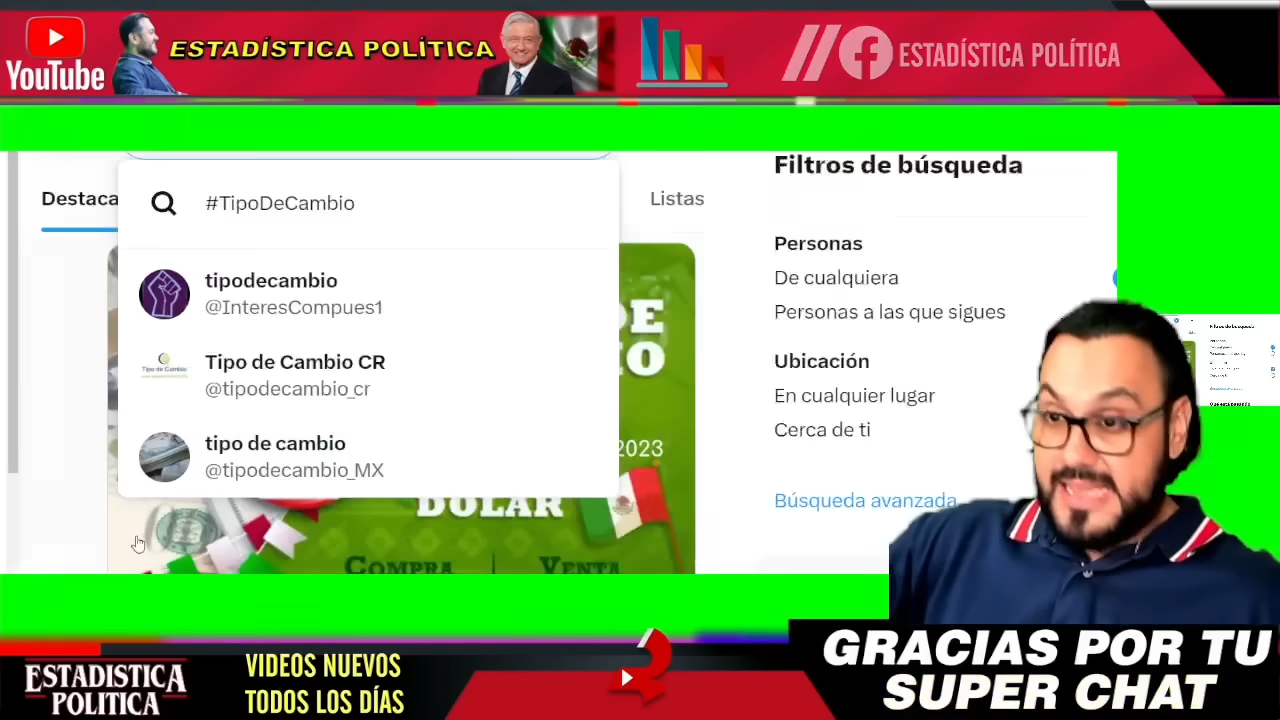 YouTube
ESTADÍSTICA POLÍTICA
ESTADÍSTICA POLÍTICA
Destaca
#TipoDeCambio
Listas
tipodecambio
@InteresCompues1
Tipo de Cambio CR
@tipodecambio_cr
tipo de cambio
@tipodecambio_MX
2023
DÓLAR
COMPRA
VENTA
Filtros de búsqueda
Personas
De cualquiera
Personas a las que sigues
Ubicación
En cualquier lugar
Cerca de ti
Búsqueda avanzada
ESTADISTICA
POLÍTICA
VIDEOS NUEVOS
TODOS LOS DÍAS
GRACIAS POR TU
SUPER CHAT